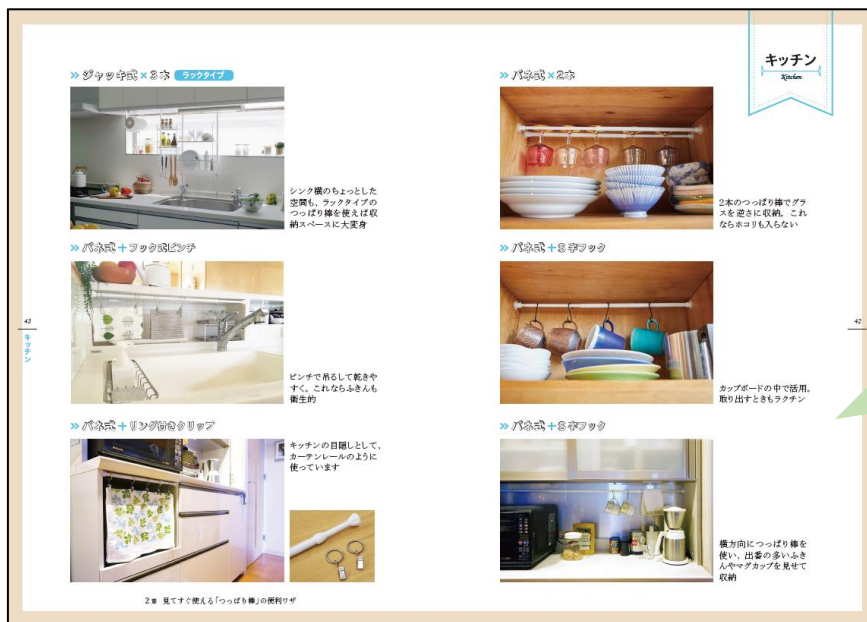 キッチン
Kitchen
≫ バネ式×2本
2本のつっぱり棒でグラ
スを逆さに収納。これ
ならホコリも入らない
≫ バネ式+S字フック
カップボードの中で活用。
取り出すときもラクチン
≫ バネ式+S字フック
横方向につっぱり棒を
使い、出番の多いふき
んやマグカップを見せて
収納
42
≫ ジャッキ式×3本 ラックタイプ
シンク横のちょっとした
空間も、ラックタイプの
つっぱり棒を使えば収
納スペースに大変身
≫ バネ式+フック式ピンチ
ピンチで吊るして乾きや
すく。これならふきんも
衛生的
≫ バネ式+リング付きクリップ
キッチンの目隠しとして、
カーテンレールのように
使っています
43
キッチン
2章 見てすぐ使える「つっぱり棒」の便利ワザ